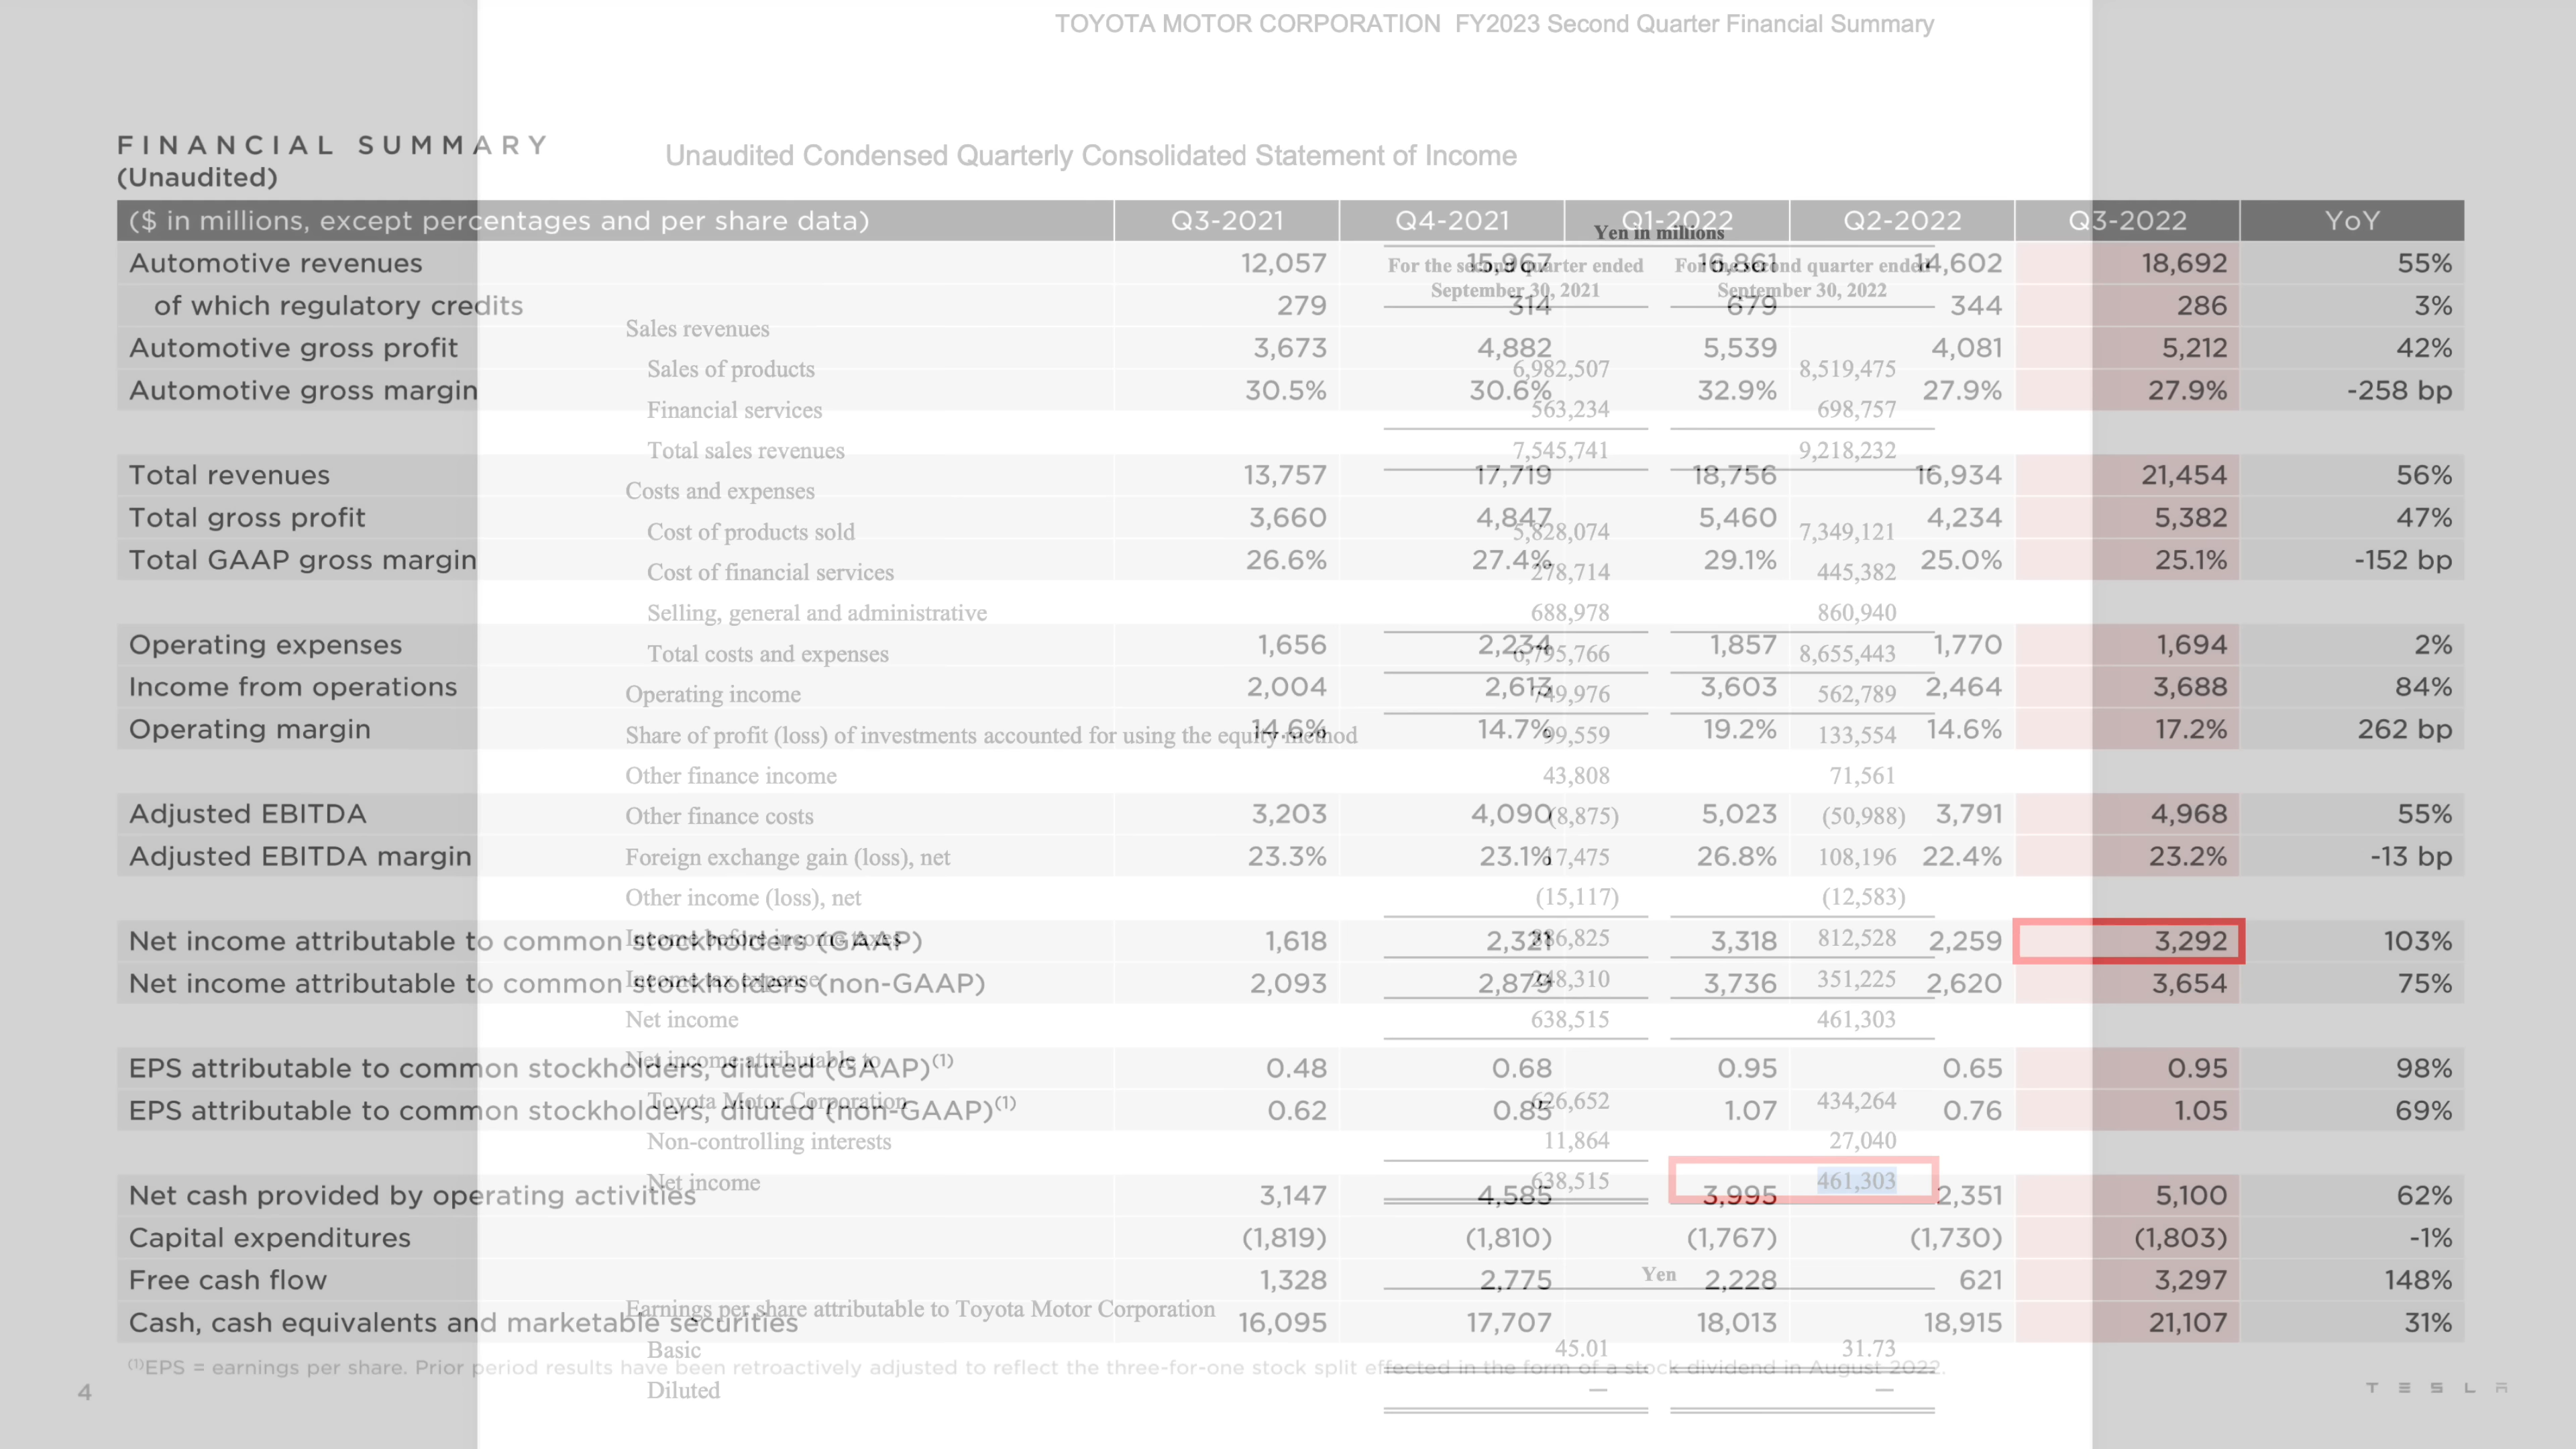 TOYOTA MOTOR CORPORATION FY2023 Second Quarter Financial Summary
FINANCIAL SUMMARY
(Unaudited)
Unaudited Condensed Quarterly Consolidated Statement of Income
($ in millions, except percentages and per share data) Q3-2021 Q4-2021 Q1-2022 Q2-2022 Q3-2022 YoY
Automotive revenues 12,057 15,967 16,861 14,602 18,692 55%
of which regulatory credits 279 314 679 344 286 3%
Automotive gross profit 3,673 4,882 5,539 4,081 5,212 42%
Automotive gross margin 30.5% 30.6% 32.9% 27.9% 27.9% -258 bp
Total revenues 13,757 17,719 18,756 16,934 21,454 56%
Total gross profit 3,660 4,847 5,460 4,234 5,382 47%
Total GAAP gross margin 26.6% 27.4% 29.1% 25.0% 25.1% -152 bp
Operating expenses 1,656 2,234 1,857 1,770 1,694 2%
Income from operations 2,004 2,613 3,603 2,464 3,688 84%
Operating margin 14.6% 14.7% 19.2% 14.6% 17.2% 262 bp
Adjusted EBITDA 3,203 4,090 5,023 3,791 4,968 55%
Adjusted EBITDA margin 23.3% 23.1% 26.8% 22.4% 23.2% -13 bp
Net income attributable to common stockholders (GAAP) 1,618 2,321 3,318 2,259 3,292 103%
Net income attributable to common stockholders (non-GAAP) 2,093 2,879 3,736 2,620 3,654 75%
EPS attributable to common stockholders, diluted (GAAP)(1) 0.48 0.68 0.95 0.65 0.95 98%
EPS attributable to common stockholders, diluted (non-GAAP)(1) 0.62 0.85 1.07 0.76 1.05 69%
Net cash provided by operating activities 3,147 4,585 3,995 2,351 5,100 62%
Capital expenditures (1,819) (1,810) (1,767) (1,730) (1,803) -1%
Free cash flow 1,328 2,775 2,228 621 3,297 148%
Cash, cash equivalents and marketable securities 16,095 17,707 18,013 18,915 21,107 31%
(1)EPS = earnings per share. Prior period results have been retroactively adjusted to reflect the three-for-one stock split effected in the form of a stock dividend in August 2022.
4
TESLA
Yen in millions
For the second quarter ended For the second quarter ended
September 30, 2021 September 30, 2022
Sales revenues
Sales of products 6,982,507 8,519,475
Financial services 563,234 698,757
Total sales revenues 7,545,741 9,218,232
Costs and expenses
Cost of products sold 5,828,074 7,349,121
Cost of financial services 278,714 445,382
Selling, general and administrative 688,978 860,940
Total costs and expenses 6,795,766 8,655,443
Operating income 749,976 562,789
Share of profit (loss) of investments accounted for using the equity method 99,559 133,554
Other finance income 43,808 71,561
Other finance costs (8,875) (50,988)
Foreign exchange gain (loss), net 17,475 108,196
Other income (loss), net (15,117) (12,583)
Income before income taxes 886,825 812,528
Income tax expense 248,310 351,225
Net income 638,515 461,303
Net income attributable to
Toyota Motor Corporation 626,652 434,264
Non-controlling interests 11,864 27,040
Net income 638,515 461,303
Yen
Earnings per share attributable to Toyota Motor Corporation
Basic 45.01 31.73
Diluted — —